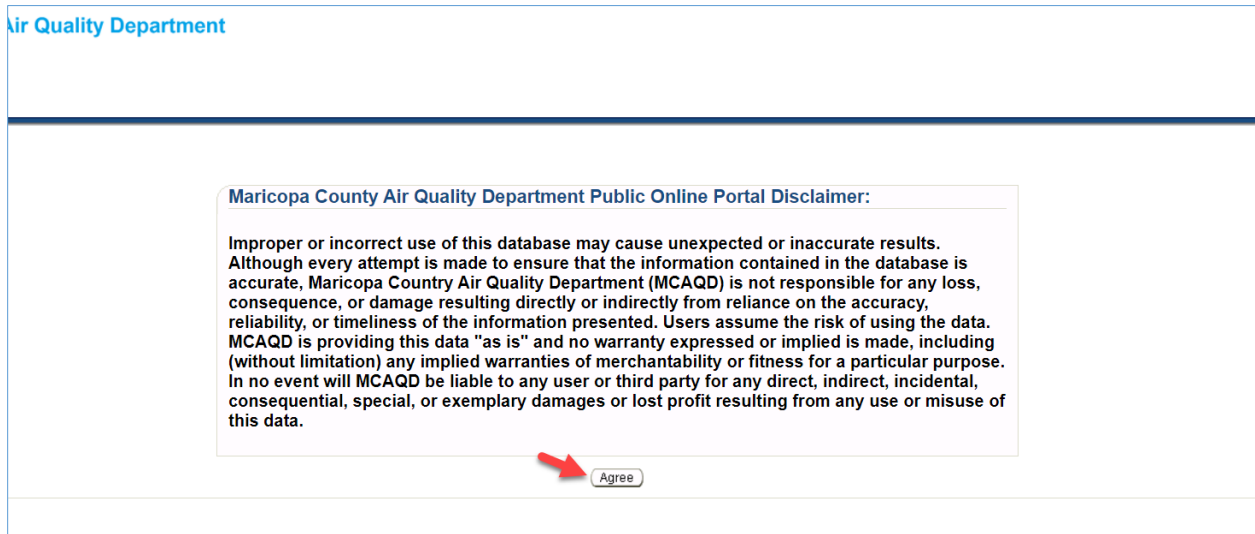 Air Quality Department
Maricopa County Air Quality Department Public Online Portal Disclaimer:
Improper or incorrect use of this database may cause unexpected or inaccurate results.
Although every attempt is made to ensure that the information contained in the database is
accurate, Maricopa Country Air Quality Department (MCAQD) is not responsible for any loss,
consequence, or damage resulting directly or indirectly from reliance on the accuracy,
reliability, or timeliness of the information presented. Users assume the risk of using the data.
MCAQD is providing this data "as is" and no warranty expressed or implied is made, including
(without limitation) any implied warranties of merchantability or fitness for a particular purpose.
In no event will MCAQD be liable to any user or third party for any direct, indirect, incidental,
consequential, special, or exemplary damages or lost profit resulting from any use or misuse of
this data.
Agree